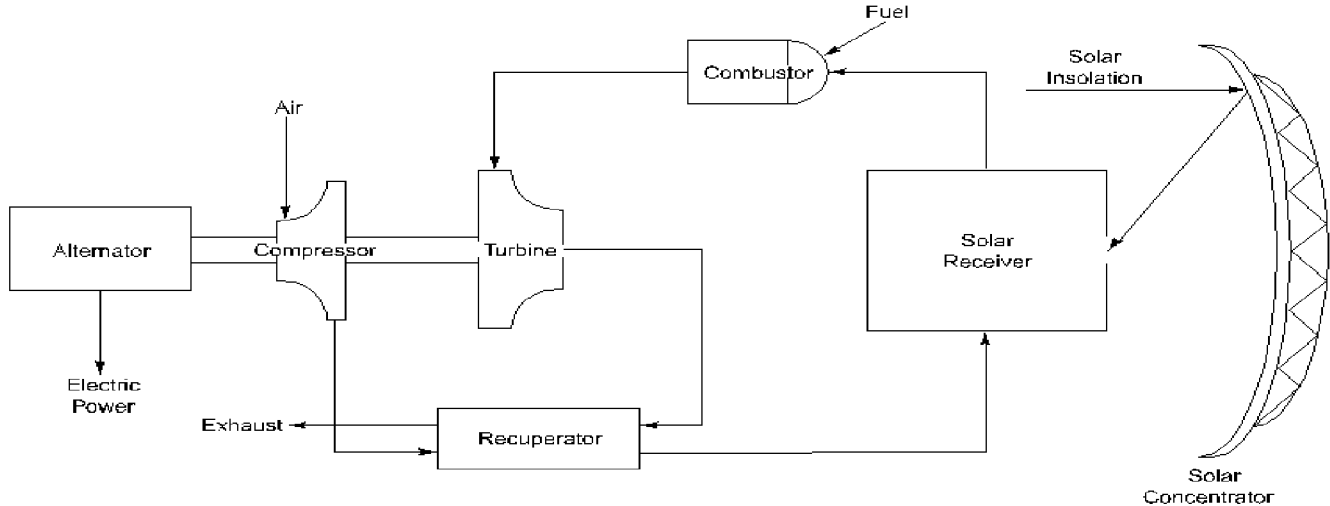 Fuel
Combustor
Solar
Insolation
Air
Alternator
Compressor
Turbine
Solar
Receiver
Electric
Power
Exhaust
Recuperator
Solar
Concentrator